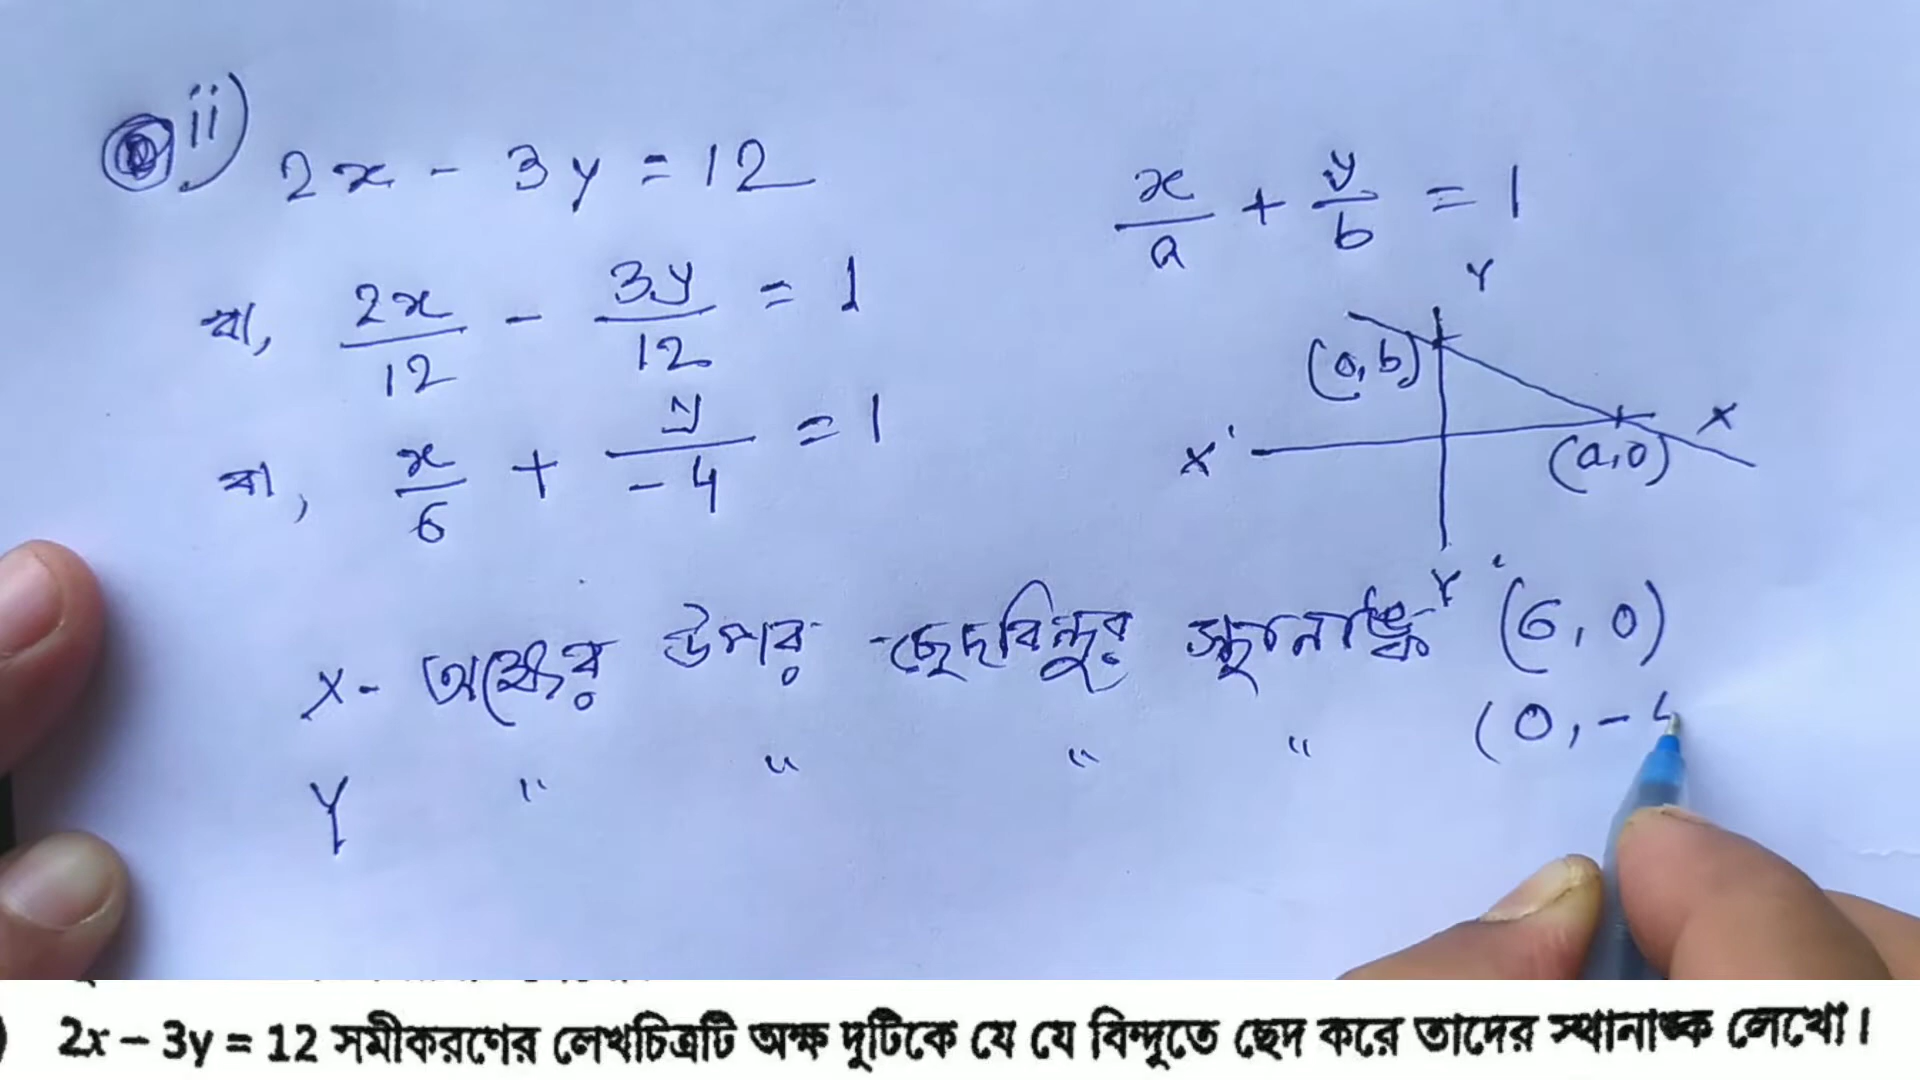 ii)
2x - 3y = 12
বা, 2x/12 - 3y/12 = 1
বা, x/6 + y/-4 = 1
x/a + y/b = 1
Y
(0, b)
X' X
(a, 0)
Y'
X- অক্ষের উপর ছেদবিন্দুর স্থানাঙ্ক (6, 0)
Y " " " " (0, -4
2x – 3y = 12 সমীকরণের লেখচিত্রটি অক্ষ দুটিকে যে যে বিন্দুতে ছেদ করে তাদের স্থানাঙ্ক লেখো।